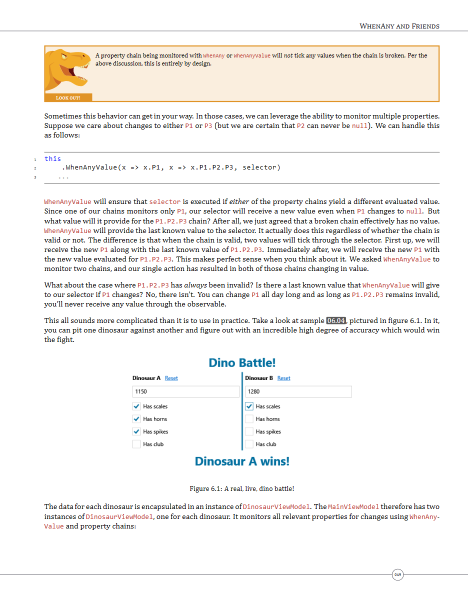 WhenAny and Friends
A property chain being monitored with WhenAny or WhenAnyValue will not tick any values when the chain is broken. Per the
above discussion, this is entirely by design.
LOOK OUT!
Sometimes this behavior can get in your way. In those cases, we can leverage the ability to monitor multiple properties.
Suppose we care about changes to either P1 or P3 (but we are certain that P2 can never be null). We can handle this
as follows:
1 this
2 .WhenAnyValue(x => x.P1, x => x.P1.P2.P3, selector)
3 ...
WhenAnyValue will ensure that selector is executed if either of the property chains yield a different evaluated value.
Since one of our chains monitors only P1, our selector will receive a new value even when P1 changes to null. But
what value will it provide for the P1.P2.P3 chain? After all, we just argued that a broken chain effectively has no value.
WhenAnyValue will provide the last known value to the selector. It actually does this regardless of whether the chain is
valid or not. The difference is that when the chain is valid, two values will tick through the selector. First up, we will
receive the new P1 along with the last known value of P1.P2.P3. Immediately after, we will receive the new P1 with
the new value evaluated for P1.P2.P3. This makes perfect sense when you think about it. We asked WhenAnyValue to
monitor two chains, and our single action has resulted in both of those chains changing in value.
What about the case where P1.P2.P3 has always been invalid? Is there a last known value that WhenAnyValue will give
to our selector if P1 changes? No, there isn't. You can change P1 all day long and as long as P1.P2.P3 remains invalid,
you'll never receive any value through the observable.
This all sounds more complicated than it is to use in practice. Take a look at sample 06.04, pictured in figure 6.1. In it,
you can pit one dinosaur against another and figure out with an incredible high degree of accuracy which would win
the fight.
Dino Battle!
Dinosaur A Reset Dinosaur B Reset
1150 1280
Has scales Has scales
Has horns Has horns
Has spikes Has spikes
Has club Has club
Dinosaur A wins!
Figure 6.1: A real, live, dino battle!
The data for each dinosaur is encapsulated in an instance of DinosaurViewModel. The MainViewModel therefore has two
instances of DinosaurViewModel, one for each dinosaur. It monitors all relevant properties for changes using WhenAny-
Value and property chains: